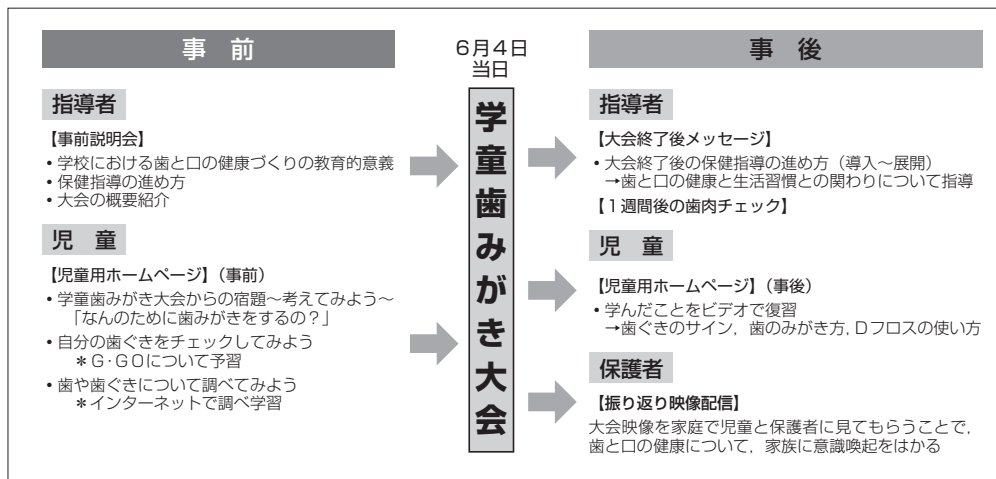 事 前
指導者
【事前説明会】
・学校における歯と口の健康づくりの教育的意義
・保健指導の進め方
・大会の概要紹介
児 童
【児童用ホームページ】（事前）
・学童歯みがき大会からの宿題～考えてみよう～
「なんのために歯みがきをするの？」
・自分の歯ぐきをチェックしてみよう
＊G・GOについて予習
・歯や歯ぐきについて調べてみよう
＊インターネットで調べ学習
6月4日
当日
学童歯みがき大会
事 後
指導者
【大会終了後メッセージ】
・大会終了後の保健指導の進め方（導入～展開）
→歯と口の健康と生活習慣との関わりについて指導
【1週間後の歯肉チェック】
児 童
【児童用ホームページ】（事後）
・学んだことをビデオで復習
→歯ぐきのサイン，歯のみがき方，Dフロスの使い方
保護者
【振り返り映像配信】
大会映像を家庭で児童と保護者に見てもらうことで，
歯と口の健康について，家族に意識喚起をはかる